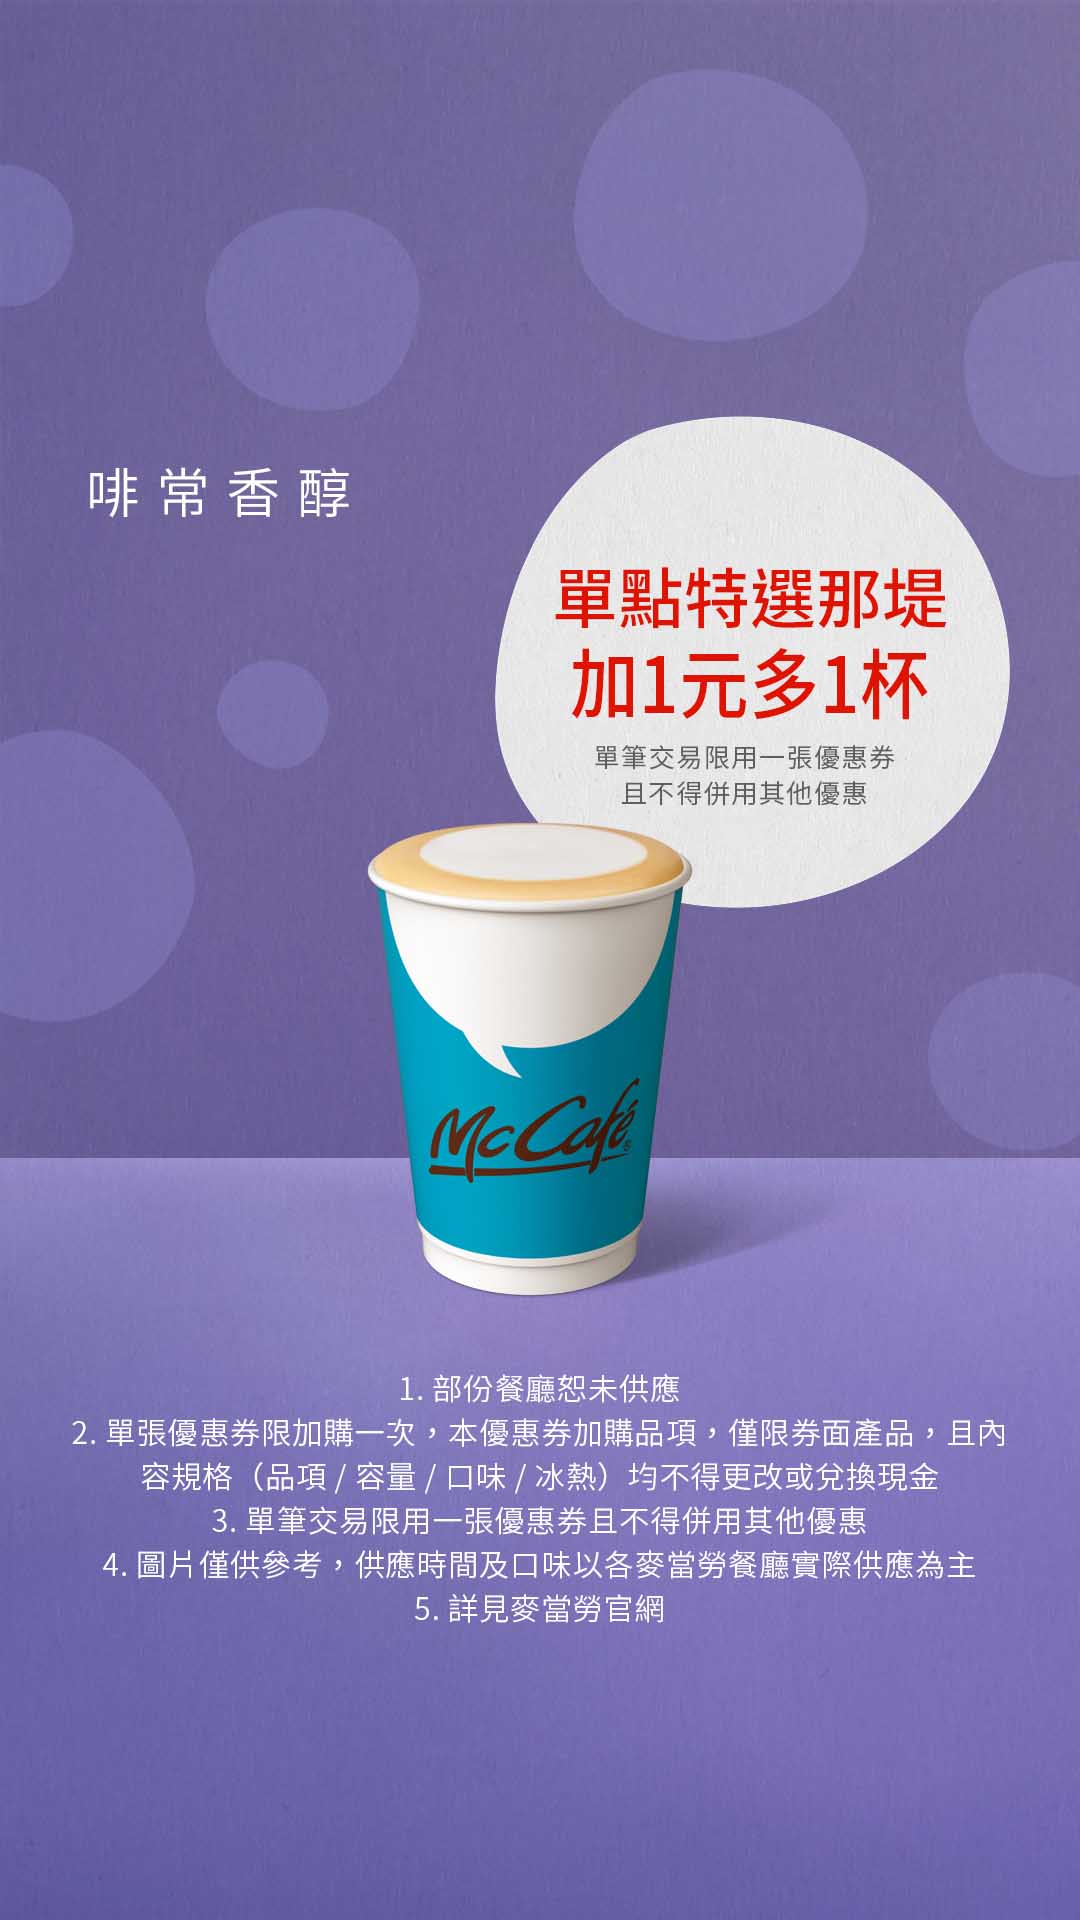 啡常香醇
單點特選那堤
加1元多1杯
單筆交易限用一張優惠券
且不得併用其他優惠
McCafé®
1. 部份餐廳恕未供應
2. 單張優惠券限加購一次，本優惠券加購品項，僅限券面產品，且內
容規格（品項 / 容量 / 口味 / 冰熱）均不得更改或兌換現金
3. 單筆交易限用一張優惠券且不得併用其他優惠
4. 圖片僅供參考，供應時間及口味以各麥當勞餐廳實際供應為主
5. 詳見麥當勞官網